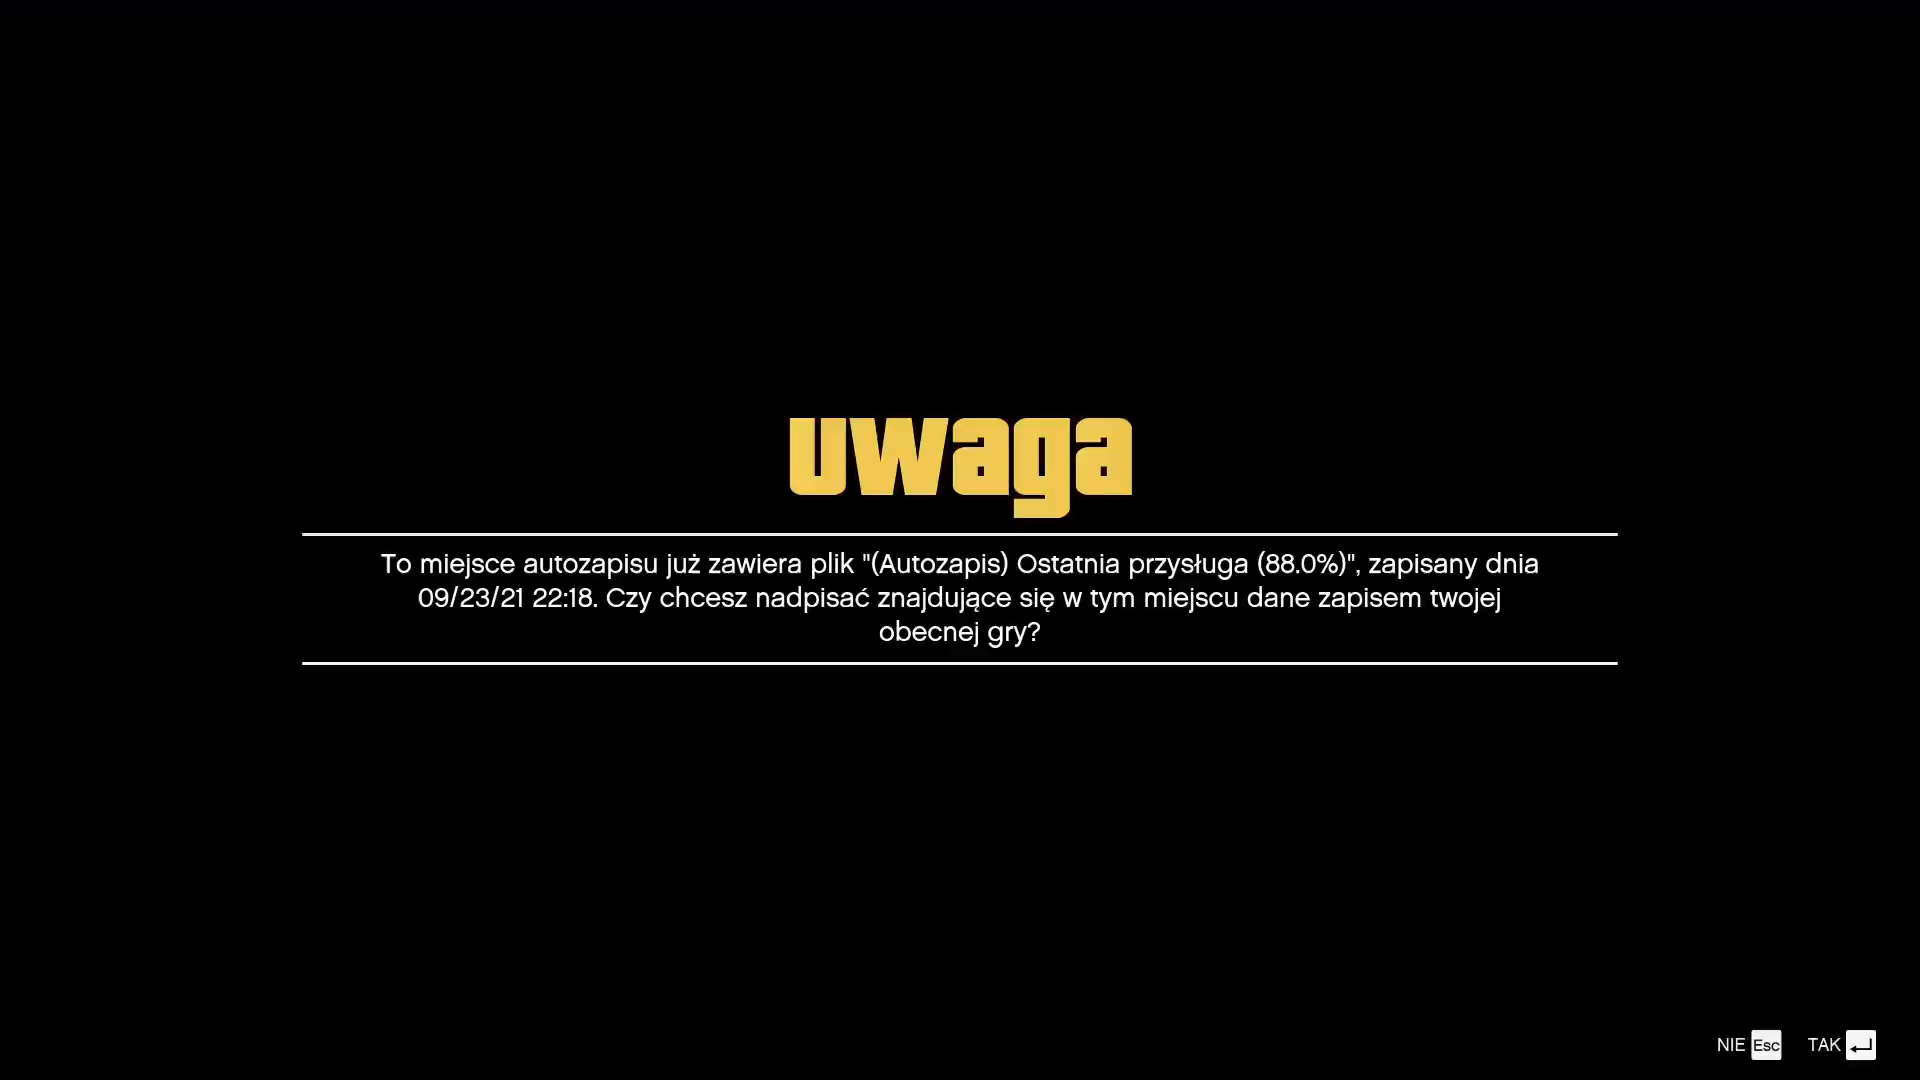 uwaga
To miejsce autozapisu już zawiera plik "(Autozapis) Ostatnia przysługa (88.0%)", zapisany dnia
09/23/21 22:18. Czy chcesz nadpisać znajdujące się w tym miejscu dane zapisem twojej
obecnej gry?
NIE Esc TAK